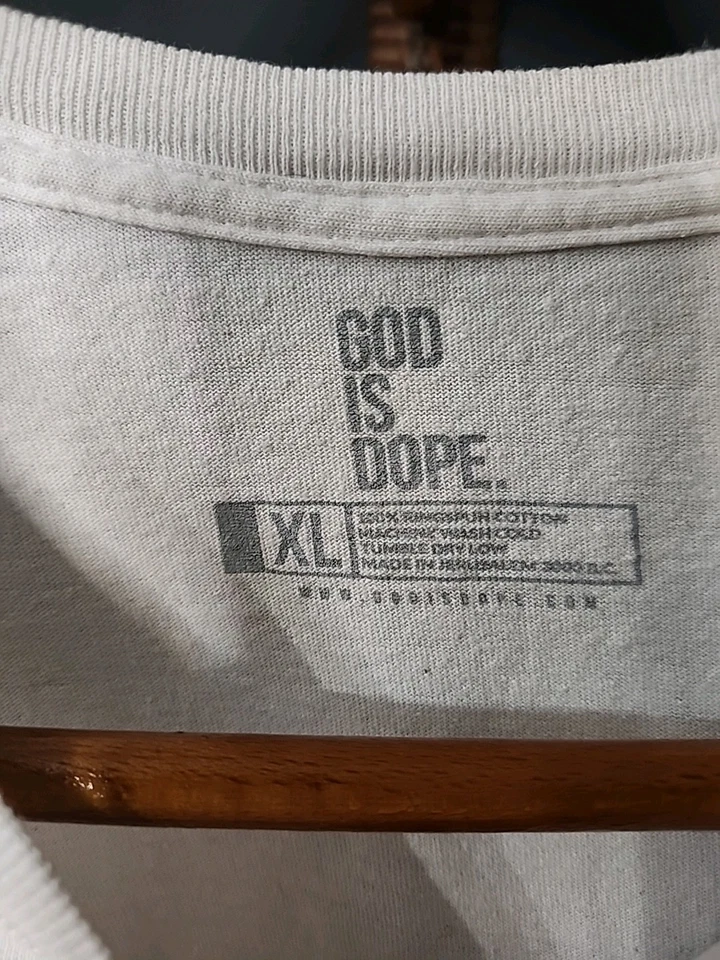 GOD
IS
DOPE.
XL
100% RINGSPUN COTTON
MACHINE WASH COLD
TUMBLE DRY LOW
MADE IN JERUSALEM 3000 B.C.
WWW.GODISDOPE.COM